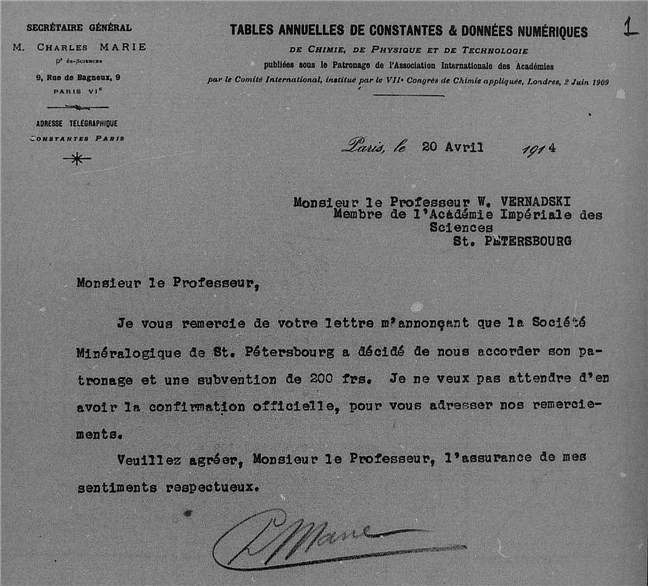 SECRÉTAIRE GÉNÉRAL
M. CHARLES MARIE
Dr ès-Sciences
9, Rue de Bagneux, 9
PARIS VIe
ADRESSE TÉLÉGRAPHIQUE
CONSTANTES PARIS
TABLES ANNUELLES DE CONSTANTES & DONNÉES NUMÉRIQUES
DE CHIMIE, DE PHYSIQUE ET DE TECHNOLOGIE
publiées sous le Patronage de l'Association Internationale des Académies
par le Comité International, institué par le VIIe Congrès de Chimie appliquée, Londres, 2 Juin 1909
1
Paris, le 20 Avril 1914
Monsieur le Professeur W. VERNADSKI
Membre de l'Académie Impériale des
Sciences
St. PÉTERSBOURG
Monsieur le Professeur,
Je vous remercie de votre lettre m'annonçant que la Société
Minéralogique de St. Pétersbourg a décidé de nous accorder son pa-
tronage et une subvention de 200 frs. Je ne veux pas attendre d'en
avoir la confirmation officielle, pour vous adresser nos remercie-
ments.
Veuillez agréer, Monsieur le Professeur, l'assurance de mes
sentiments respectueux.
Marie